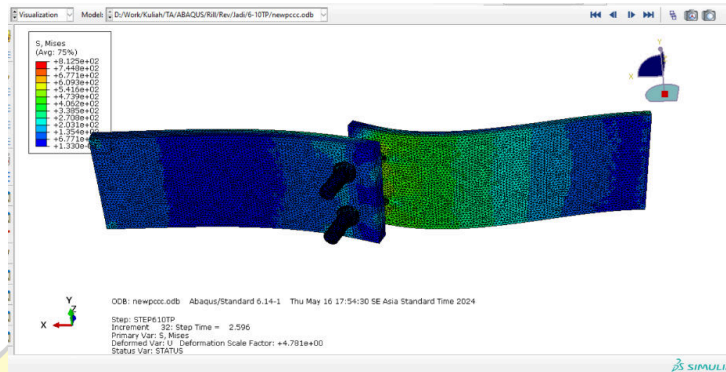 Visualization Model: D:/Work/Kuliah/TA/ABAQUS/Rill/Rev/Jadi/6-10TP/newpccc.odb
S, Mises
(Avg: 75%)
+8.125e+02
+7.448e+02
+6.771e+02
+6.093e+02
+5.416e+02
+4.739e+02
+4.062e+02
+3.385e+02
+2.708e+02
+2.031e+02
+1.354e+02
+6.771e+01
+1.330e-
Y
X
Y
Z
X
ODB: newpccc.odb Abaqus/Standard 6.14-1 Thu May 16 17:54:30 SE Asia Standard Time 2024
Step: STEP610TP
Increment 32: Step Time = 2.596
Primary Var: S, Mises
Deformed Var: U Deformation Scale Factor: +4.781e+00
Status Var: STATUS
SIMULI